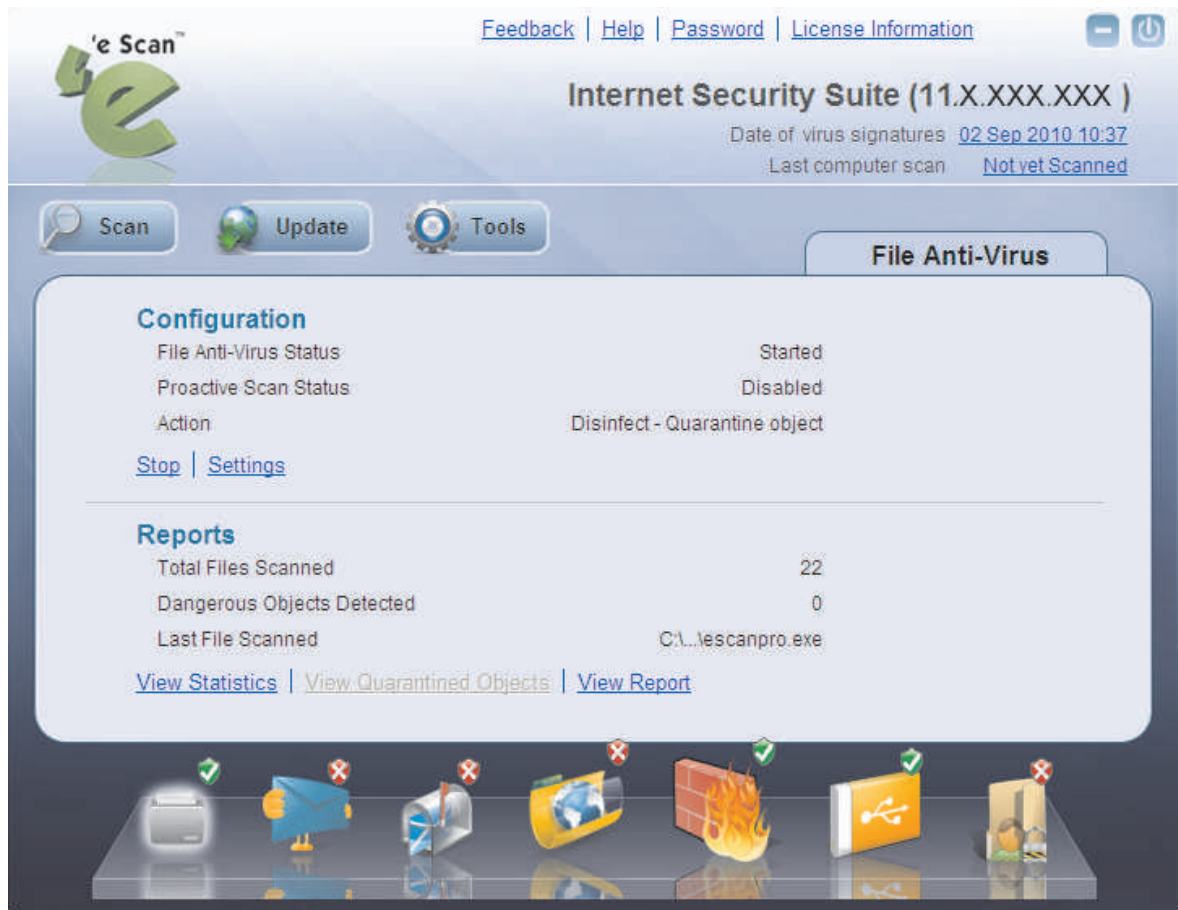 'e Scan™
Feedback | Help | Password | License Information
e
Internet Security Suite (11.X.XXX.XXX )
Date of virus signatures 02 Sep 2010 10:37
Last computer scan Not yet Scanned
Scan Update Tools
File Anti-Virus
Configuration
File Anti-Virus Status Started
Proactive Scan Status Disabled
Action Disinfect - Quarantine object
Stop | Settings
Reports
Total Files Scanned 22
Dangerous Objects Detected 0
Last File Scanned C:\...\escanpro.exe
View Statistics | View Quarantined Objects | View Report